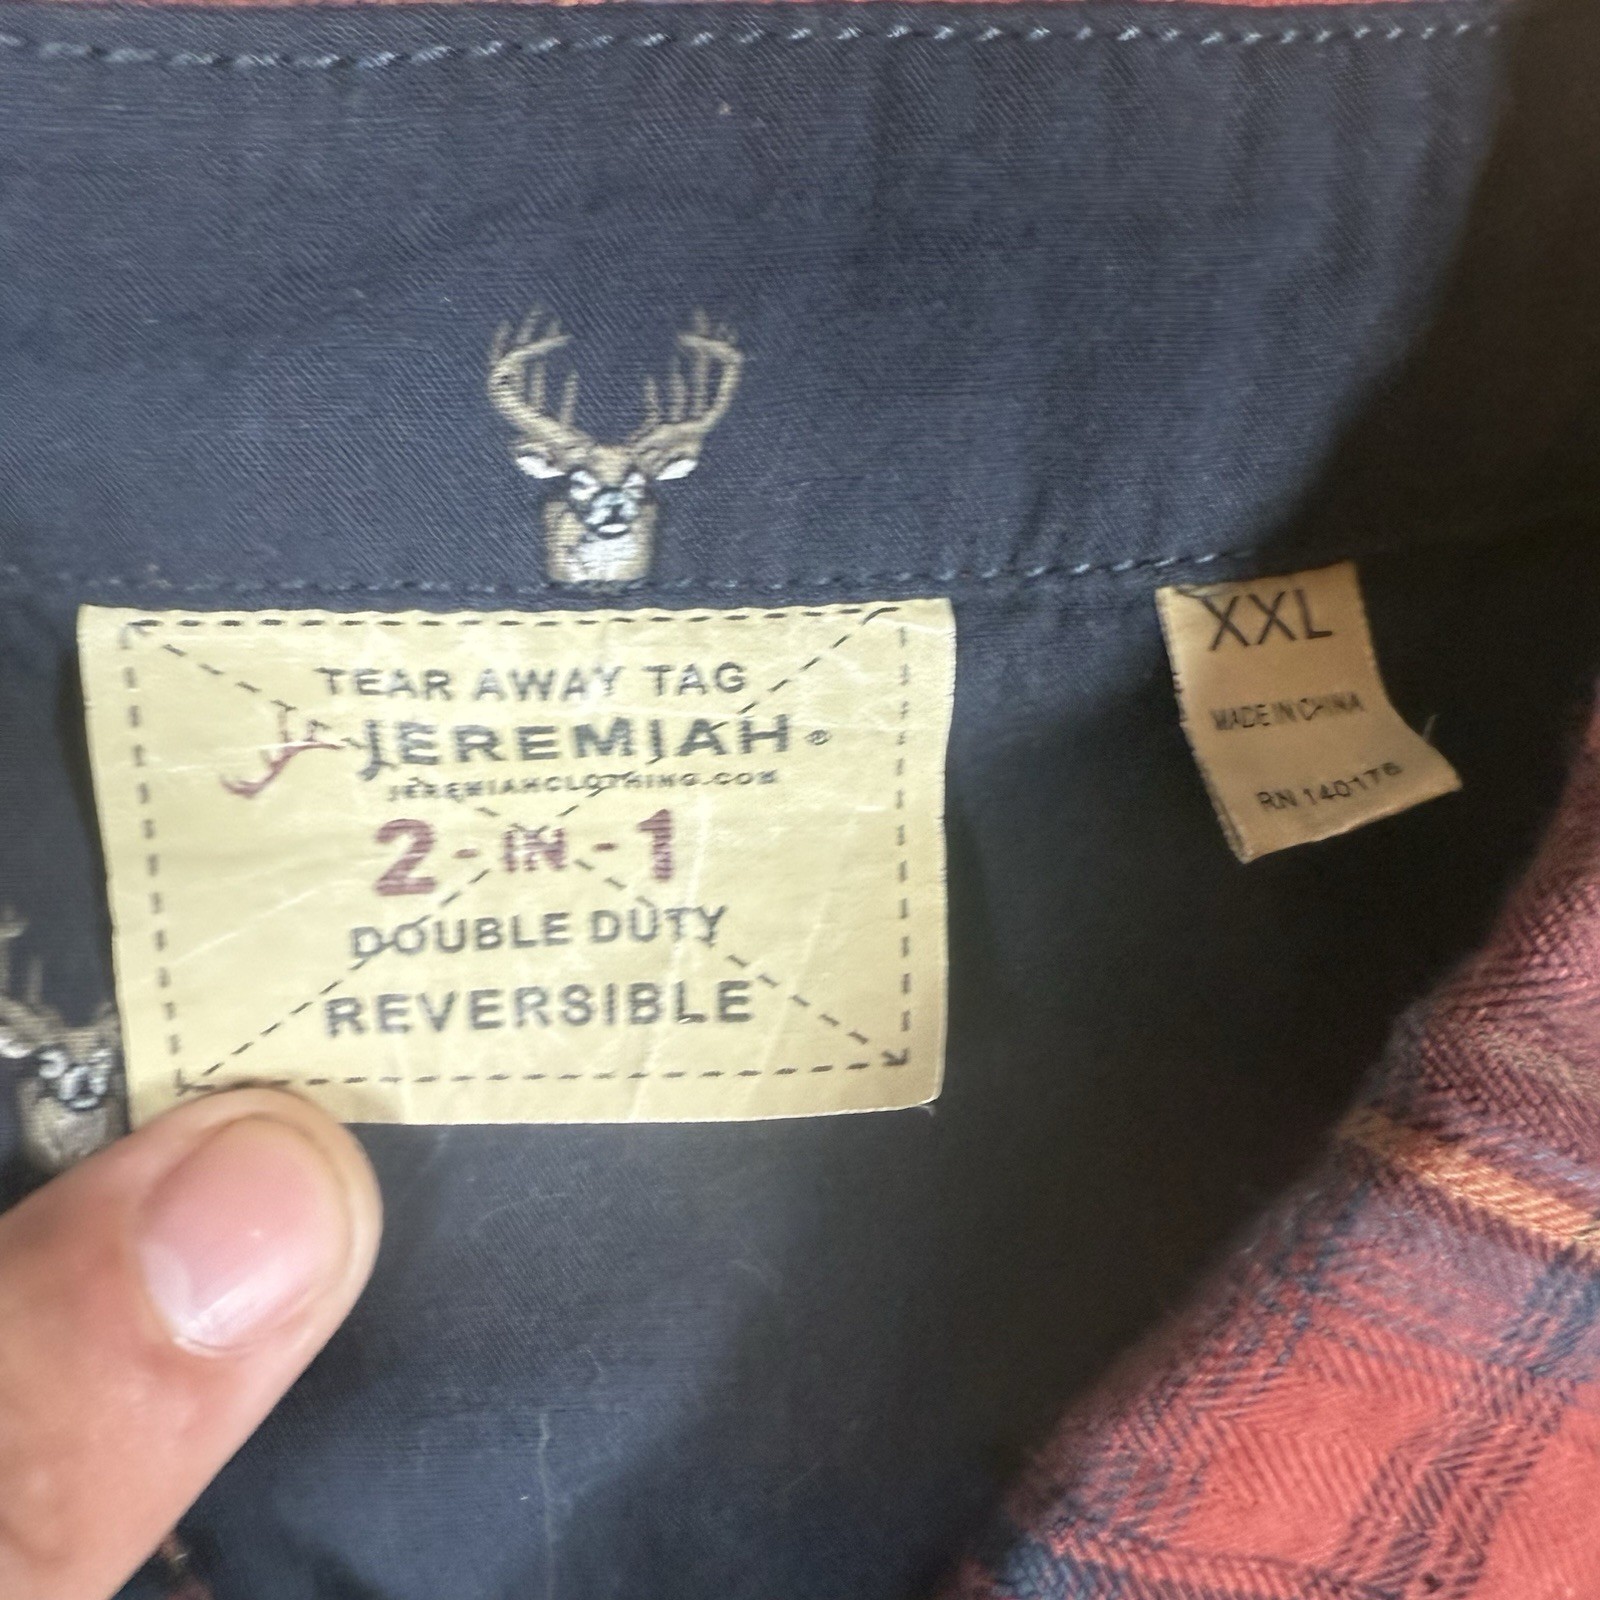 TEAR AWAY TAG
JEREMIAH®
JEREMIAHCLOTHING.COM
2-IN-1
DOUBLE DUTY
REVERSIBLE
XXL
MADE IN CHINA
RN 140176